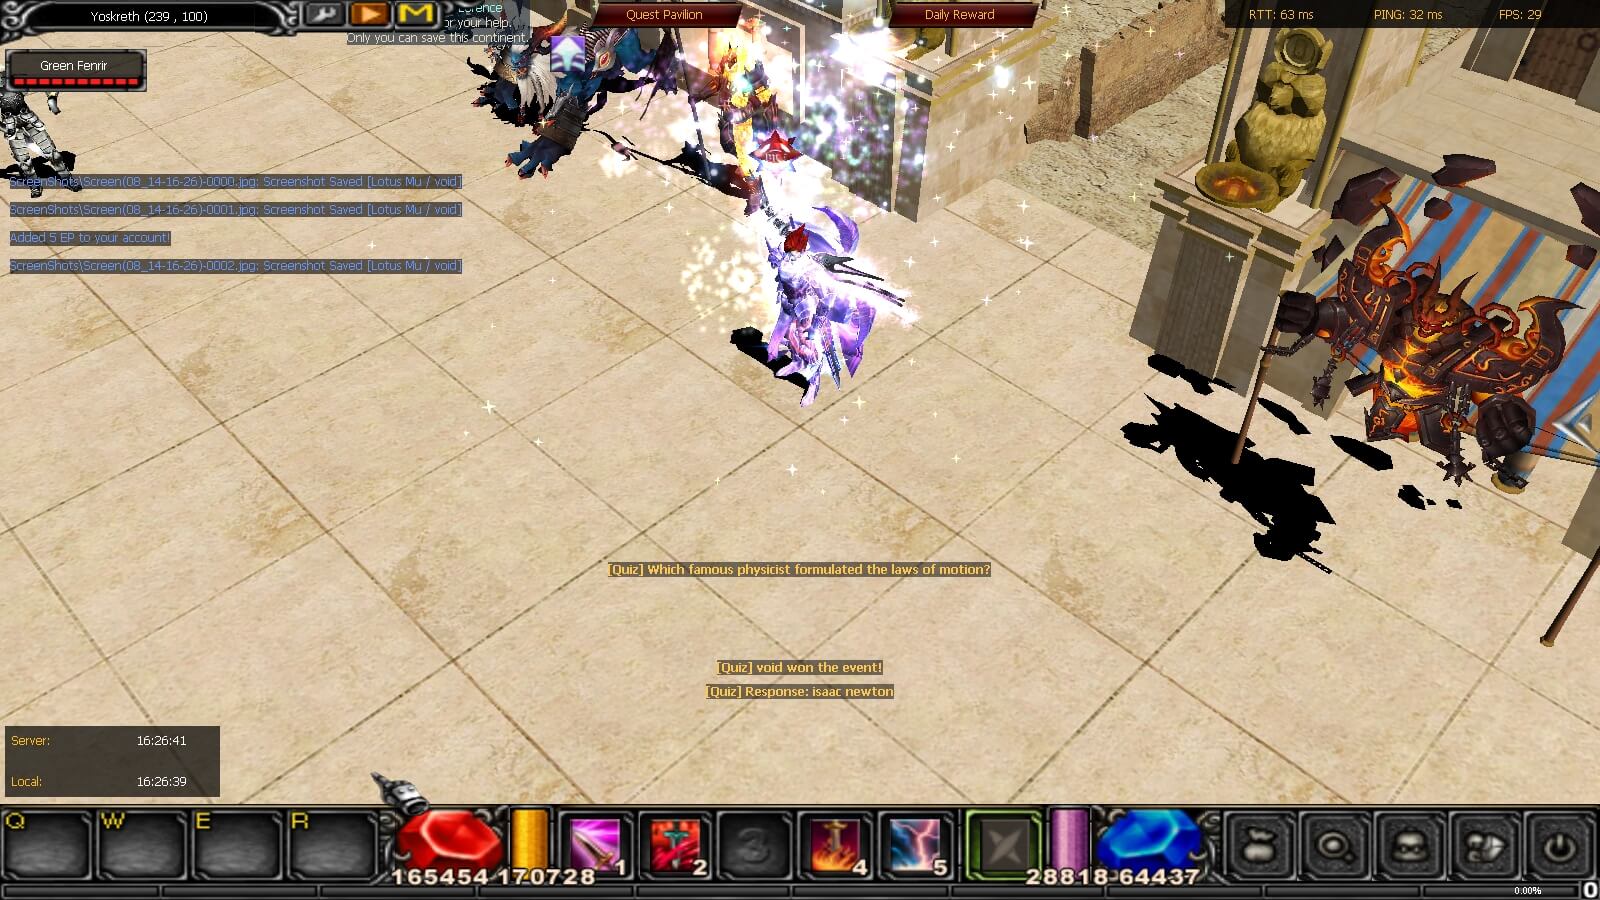 Yoskreth (239 , 100)
or your help.
Only you can save this continent.
Quest Pavilion
Daily Reward
RTT: 63 ms
PING: 32 ms
FPS: 29
Green Fenrir
ScreenShots\Screen(08_14-16-26)-0000.jpg: Screenshot Saved [Lotus Mu / void]
ScreenShots\Screen(08_14-16-26)-0001.jpg: Screenshot Saved [Lotus Mu / void]
Added 5 EP to your account!
ScreenShots\Screen(08_14-16-26)-0002.jpg: Screenshot Saved [Lotus Mu / void]
[Quiz] Which famous physicist formulated the laws of motion?
[Quiz] void won the event!
[Quiz] Response: isaac newton
Server: 16:26:41
Local: 16:26:39
Q W E R
1 2 3 4 5
165454 170728
28818 64437
0.00%
0